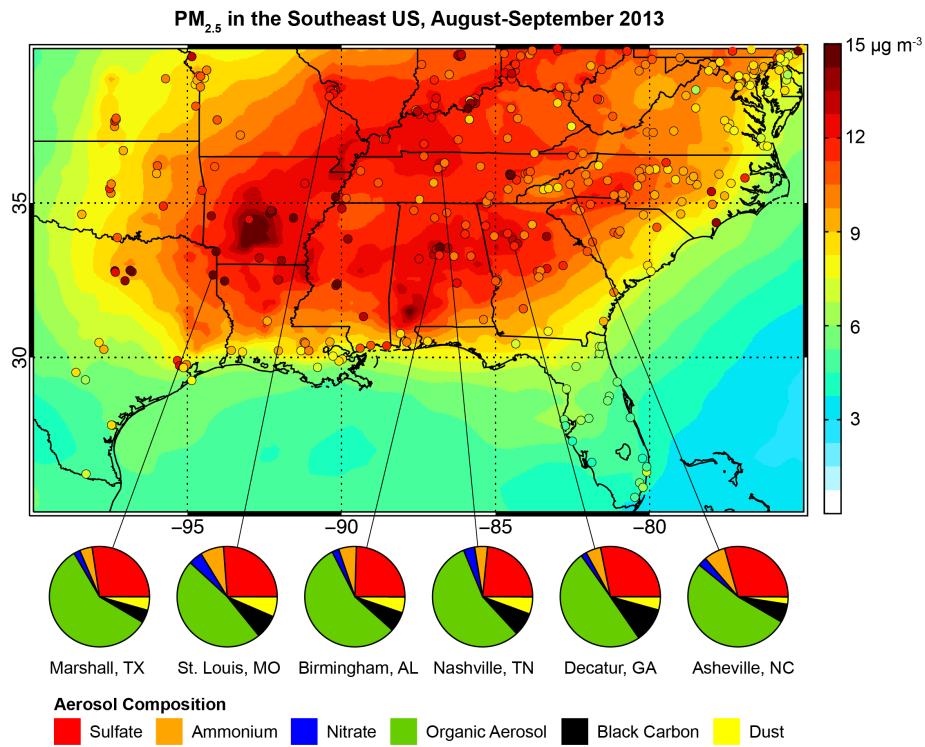 PM2.5 in the Southeast US, August-September 2013
15 µg m-3
12
9
6
3
35
30
−95 −90 −85 −80
Marshall, TX St. Louis, MO Birmingham, AL Nashville, TN Decatur, GA Asheville, NC
Aerosol Composition
Sulfate Ammonium Nitrate Organic Aerosol Black Carbon Dust